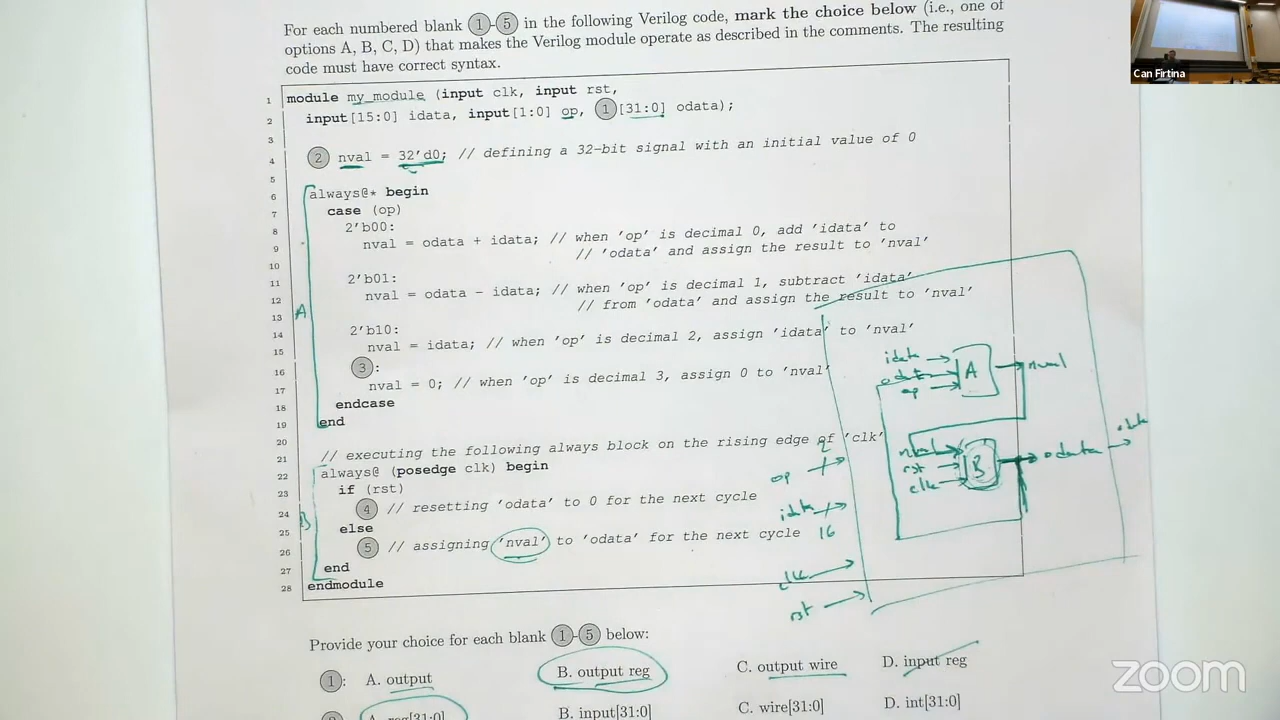 For each numbered blank 1-5 in the following Verilog code, mark the choice below (i.e., one of
options A, B, C, D) that makes the Verilog module operate as described in the comments. The resulting
code must have correct syntax.
1 module my_module (input clk, input rst,
2 input[15:0] idata, input[1:0] op, 1[31:0] odata);
3
4 2 nval = 32'd0; // defining a 32-bit signal with an initial value of 0
5
6 always@* begin
7 case (op)
8 2'b00:
9 nval = odata + idata; // when 'op' is decimal 0, add 'idata' to
10 // 'odata' and assign the result to 'nval'
11 2'b01:
12 nval = odata - idata; // when 'op' is decimal 1, subtract 'idata'
13 // from 'odata' and assign the result to 'nval'
14 2'b10:
15 nval = idata; // when 'op' is decimal 2, assign 'idata' to 'nval'
16 3:
17 nval = 0; // when 'op' is decimal 3, assign 0 to 'nval'
18 endcase
19 end
20
21 // executing the following always block on the rising edge of 'clk'
22 always@ (posedge clk) begin
23 if (rst)
24 4 // resetting 'odata' to 0 for the next cycle
25 else
26 5 // assigning 'nval' to 'odata' for the next cycle
27 end
28 endmodule
A
B
idata
odata
op
A
nval
nval
rst
clk
B
odata
op 2
idata 16
clk
rst
Provide your choice for each blank 1-5 below:
1: A. output B. output reg C. output wire D. input reg
2 A. reg[31:0] B. input[31:0] C. wire[31:0] D. int[31:0]
Can Firtina
zoom